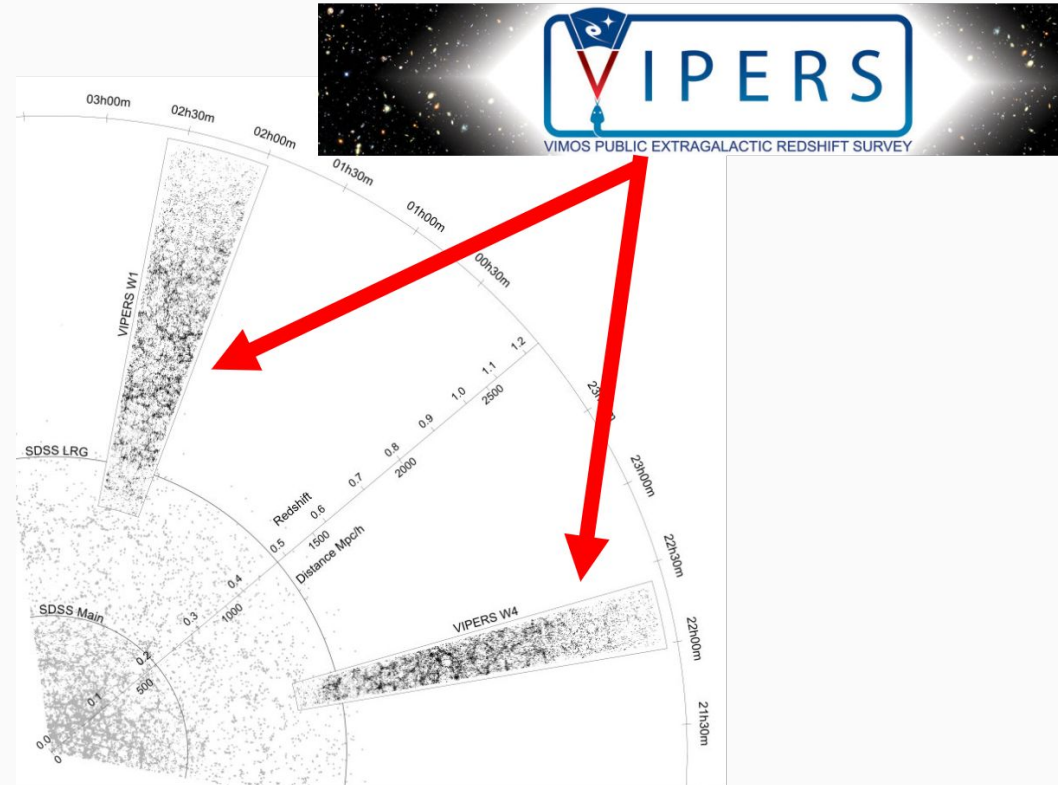 VIPERS
VIMOS PUBLIC EXTRAGALACTIC REDSHIFT SURVEY
03h00m
02h30m
02h00m
01h30m
01h00m
00h30m
23h00m
22h30m
22h00m
21h30m
VIPERS W1
VIPERS W4
SDSS LRG
SDSS Main
Redshift
0.0
0.1
0.2
0.3
0.4
0.5
0.6
0.7
0.8
0.9
1.0
1.1
1.2
Distance Mpc/h
0
500
1000
1500
2000
2500